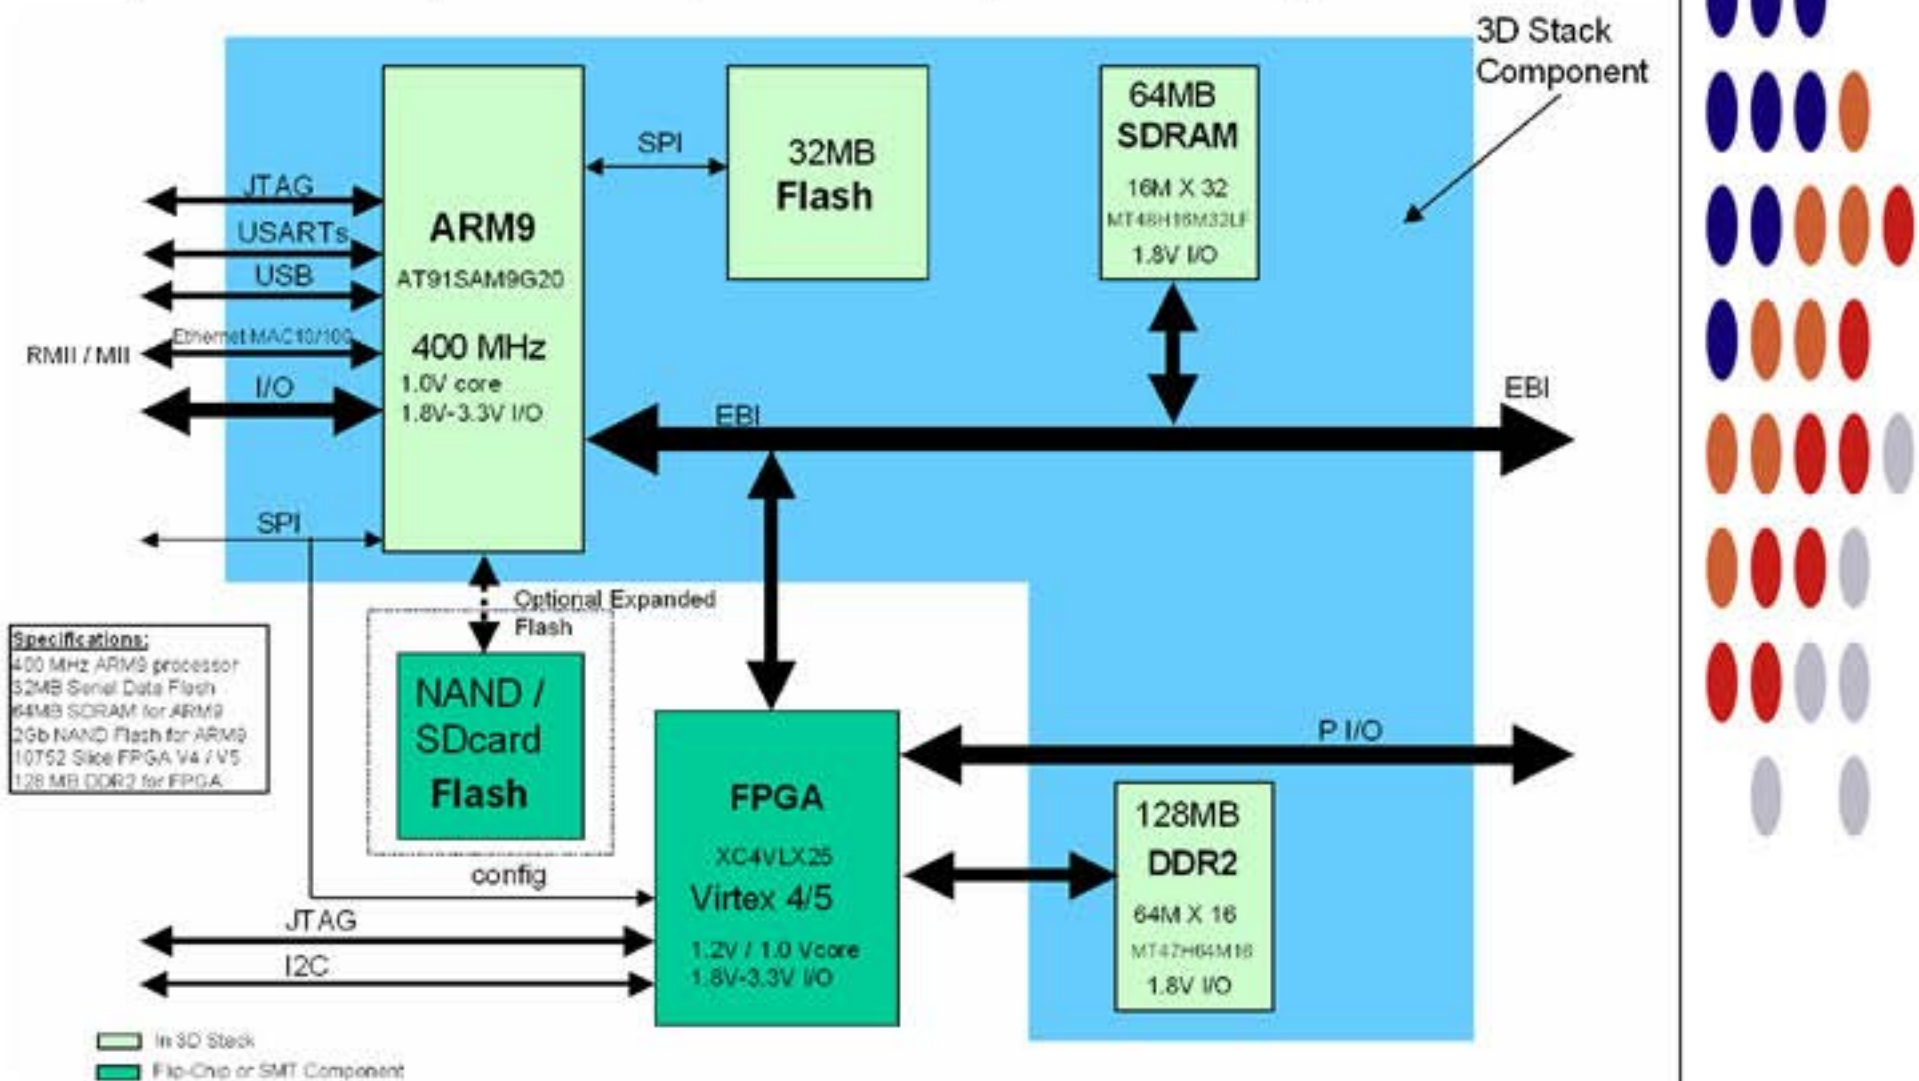 3D Stack
Component
64MB
SDRAM
16M X 32
MT48H16M32LF
1.8V I/O
32MB
Flash
SPI
JTAG
USARTs
USB
Ethernet MAC10/100
RMII / MII
I/O
SPI
ARM9
AT91SAM9G20
400 MHz
1.0V core
1.8V-3.3V I/O
EBI
EBI
Optional Expanded
Flash
NAND /
SDcard
Flash
Specifications:
400 MHz ARM9 processor
32MB Serial Data Flash
64MB SDRAM for ARM9
2Gb NAND Flash for ARM9
10752 Slice FPGA V4 / V5
128 MB DDR2 for FPGA
P I/O
FPGA
XC4VLX25
Virtex 4/5
1.2V / 1.0 Vcore
1.8V-3.3V I/O
128MB
DDR2
64M X 16
MT47H64M16
1.8V I/O
config
JTAG
I2C
In 3D Stack
Flip-Chip or SMT Component